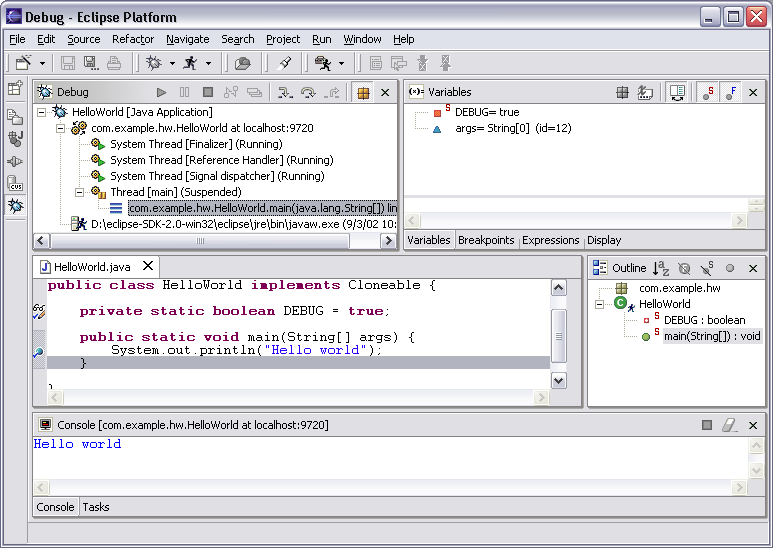 Debug - Eclipse Platform
File Edit Source Refactor Navigate Search Project Run Window Help
Debug
HelloWorld [Java Application]
com.example.hw.HelloWorld at localhost:9720
System Thread [Finalizer] (Running)
System Thread [Reference Handler] (Running)
System Thread [Signal dispatcher] (Running)
Thread [main] (Suspended)
com.example.hw.HelloWorld.main(java.lang.String[]) lin
D:\eclipse-SDK-2.0-win32\eclipse\jre\bin\javaw.exe (9/3/02 10:
(x)= Variables
DEBUG= true
args= String[0] (id=12)
Variables Breakpoints Expressions Display
HelloWorld.java
public class HelloWorld implements Cloneable {
private static boolean DEBUG = true;
public static void main(String[] args) {
System.out.println("Hello world");
}
}
Outline
com.example.hw
HelloWorld
DEBUG : boolean
main(String[]) : void
Console [com.example.hw.HelloWorld at localhost:9720]
Hello world
Console Tasks